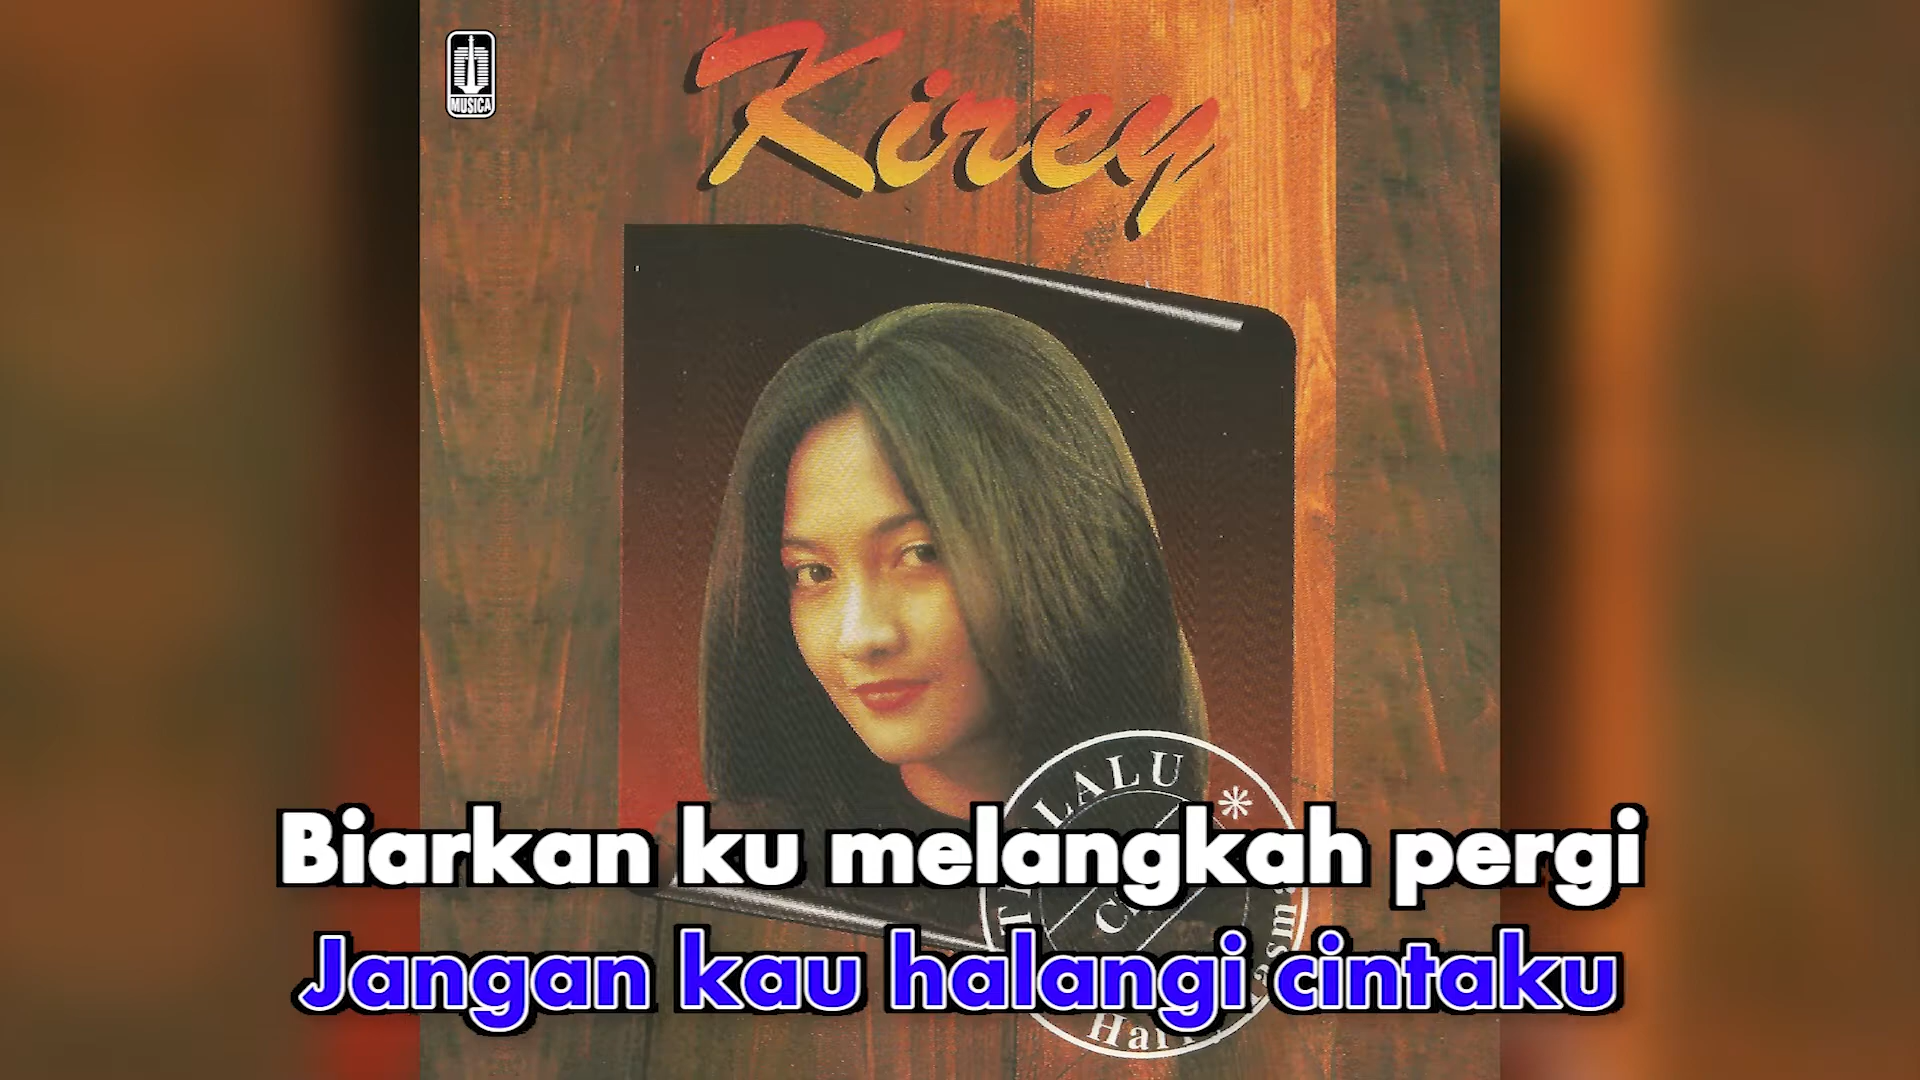 MUSICA
Kirey
Biarkan ku melangkah pergi
Jangan kau halangi cintaku